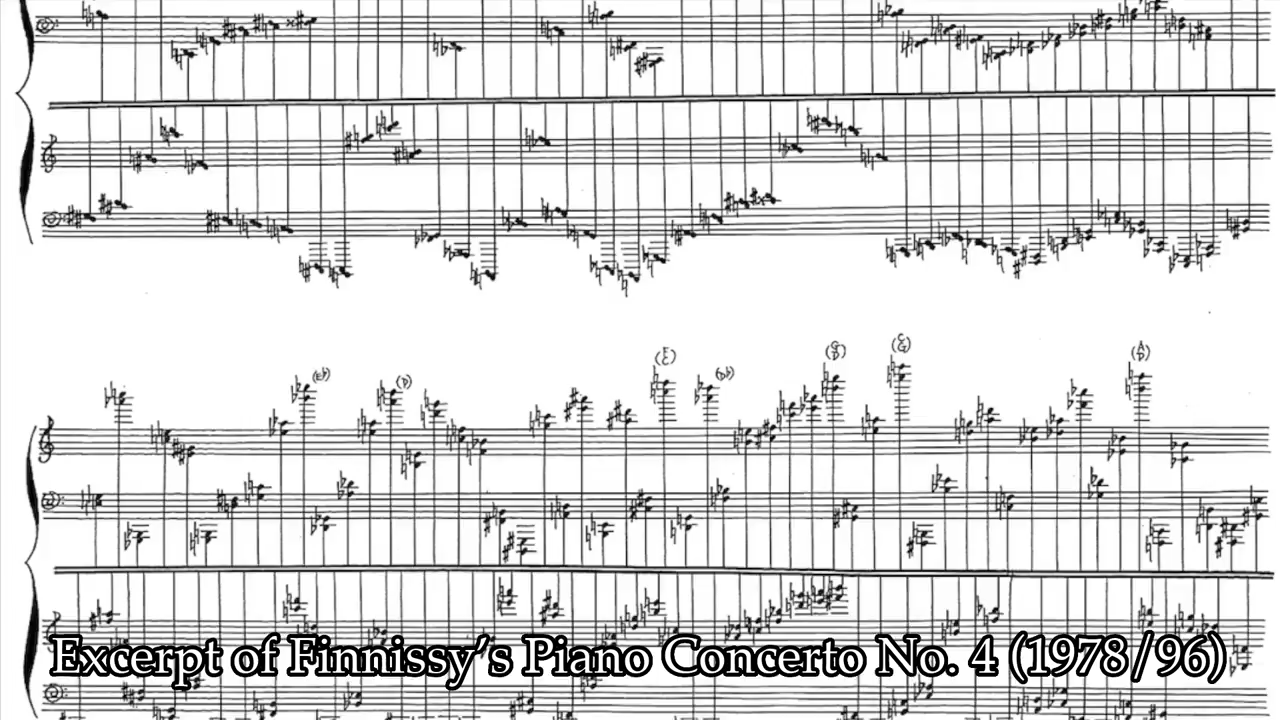 (E♭)
(D)
(F
C)
(D♭)
(G
D)
(C
G)
(A
D)
Excerpt of Finnissy's Piano Concerto No. 4 (1978/96)